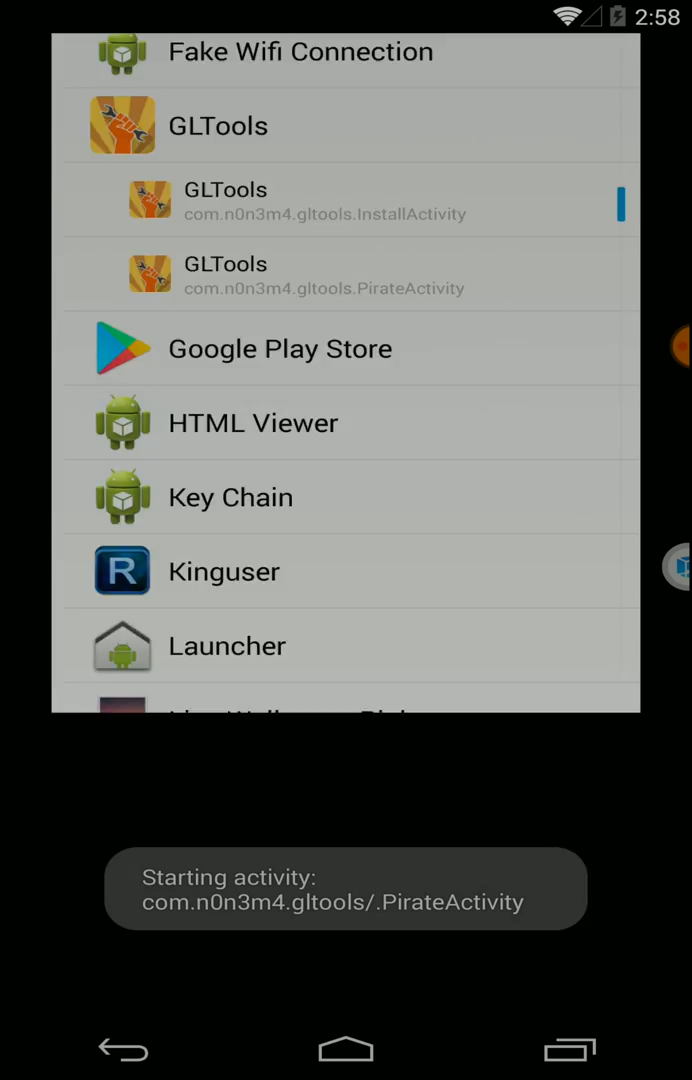 2:58
Fake Wifi Connection
GLTools
GLTools
com.n0n3m4.gltools.InstallActivity
GLTools
com.n0n3m4.gltools.PirateActivity
Google Play Store
HTML Viewer
Key Chain
R
Kinguser
Launcher
Starting activity:
com.n0n3m4.gltools/.PirateActivity